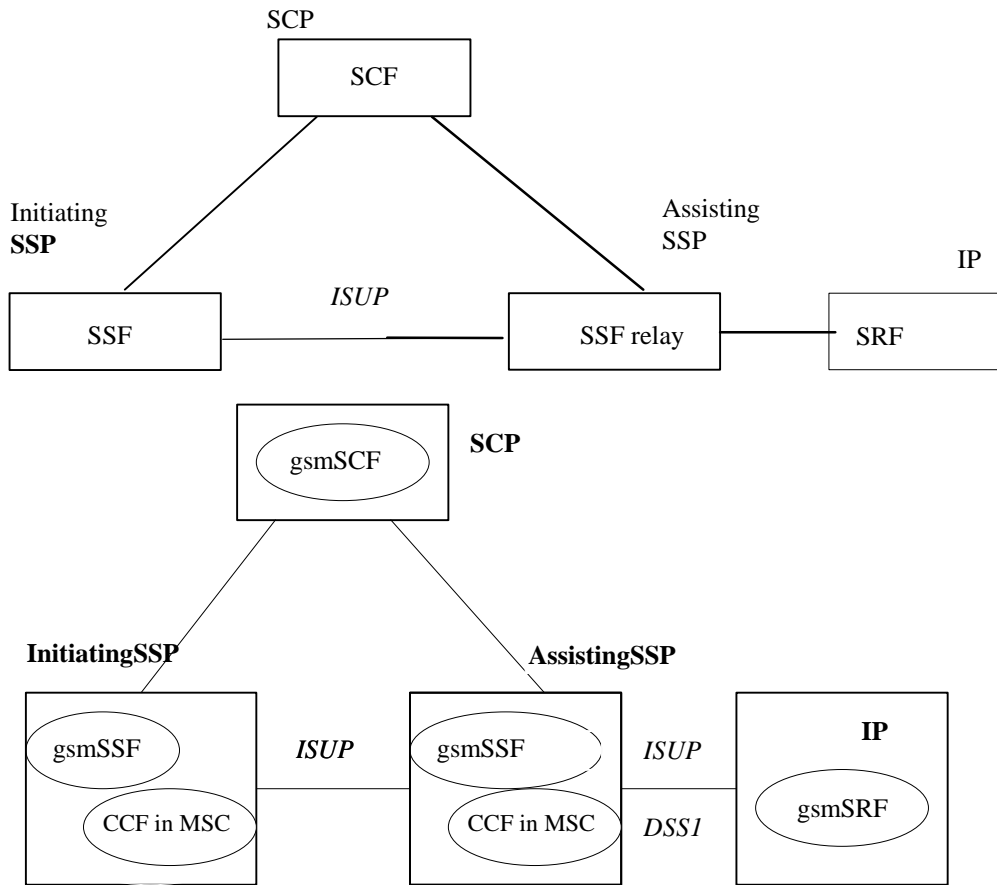 SCP
SCF
Initiating
SSP
Assisting
SSP
IP
ISUP
SSF
SSF relay
SRF
SCP
gsmSCF
InitiatingSSP
AssistingSSP
gsmSSF
ISUP
gsmSSF
ISUP
IP
CCF in MSC
CCF in MSC
DSS1
gsmSRF